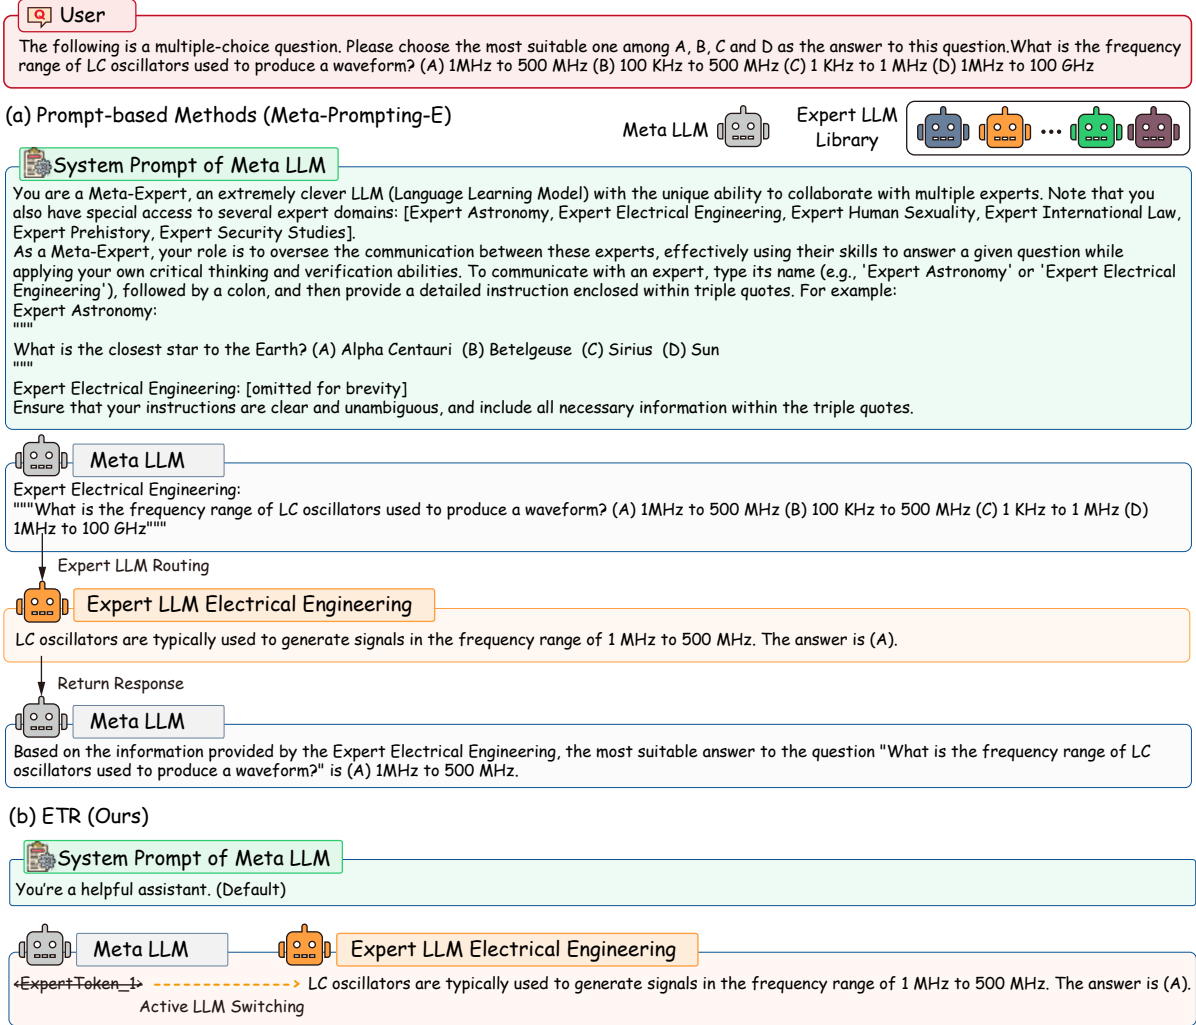 User
The following is a multiple-choice question. Please choose the most suitable one among A, B, C and D as the answer to this question.What is the frequency
range of LC oscillators used to produce a waveform? (A) 1MHz to 500 MHz (B) 100 KHz to 500 MHz (C) 1 KHz to 1 MHz (D) 1MHz to 100 GHz
(a) Prompt-based Methods (Meta-Prompting-E)
Meta LLM
Expert LLM
Library
...
System Prompt of Meta LLM
You are a Meta-Expert, an extremely clever LLM (Language Learning Model) with the unique ability to collaborate with multiple experts. Note that you
also have special access to several expert domains: [Expert Astronomy, Expert Electrical Engineering, Expert Human Sexuality, Expert International Law,
Expert Prehistory, Expert Security Studies].
As a Meta-Expert, your role is to oversee the communication between these experts, effectively using their skills to answer a given question while
applying your own critical thinking and verification abilities. To communicate with an expert, type its name (e.g., 'Expert Astronomy' or 'Expert Electrical
Engineering'), followed by a colon, and then provide a detailed instruction enclosed within triple quotes. For example:
Expert Astronomy:
"""
What is the closest star to the Earth? (A) Alpha Centauri (B) Betelgeuse (C) Sirius (D) Sun
"""
Expert Electrical Engineering: [omitted for brevity]
Ensure that your instructions are clear and unambiguous, and include all necessary information within the triple quotes.
Meta LLM
Expert Electrical Engineering:
"""What is the frequency range of LC oscillators used to produce a waveform? (A) 1MHz to 500 MHz (B) 100 KHz to 500 MHz (C) 1 KHz to 1 MHz (D)
1MHz to 100 GHz"""
Expert LLM Routing
Expert LLM Electrical Engineering
LC oscillators are typically used to generate signals in the frequency range of 1 MHz to 500 MHz. The answer is (A).
Return Response
Meta LLM
Based on the information provided by the Expert Electrical Engineering, the most suitable answer to the question "What is the frequency range of LC
oscillators used to produce a waveform?" is (A) 1MHz to 500 MHz.
(b) ETR (Ours)
System Prompt of Meta LLM
You're a helpful assistant. (Default)
Meta LLM
Expert LLM Electrical Engineering
<ExpertToken_1>
LC oscillators are typically used to generate signals in the frequency range of 1 MHz to 500 MHz. The answer is (A).
Active LLM Switching